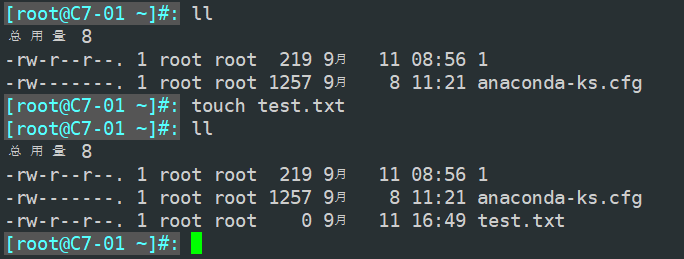 [root@C7-01 ~]#: ll
总用量 8
-rw-r--r--. 1 root root  219 9月   11 08:56 1
-rw-------. 1 root root 1257 9月    8 11:21 anaconda-ks.cfg
[root@C7-01 ~]#: touch test.txt
[root@C7-01 ~]#: ll
总用量 8
-rw-r--r--. 1 root root  219 9月   11 08:56 1
-rw-------. 1 root root 1257 9月    8 11:21 anaconda-ks.cfg
-rw-r--r--. 1 root root    0 9月   11 16:49 test.txt
[root@C7-01 ~]#: